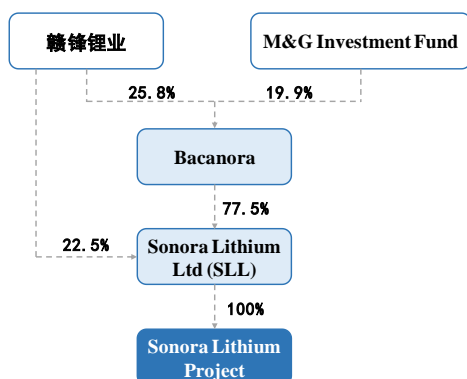 赣锋锂业
M&G Investment Fund
25.8%
19.9%
Bacanora
77.5%
22.5%
Sonora Lithium
Ltd (SLL)
100%
Sonora Lithium
Project